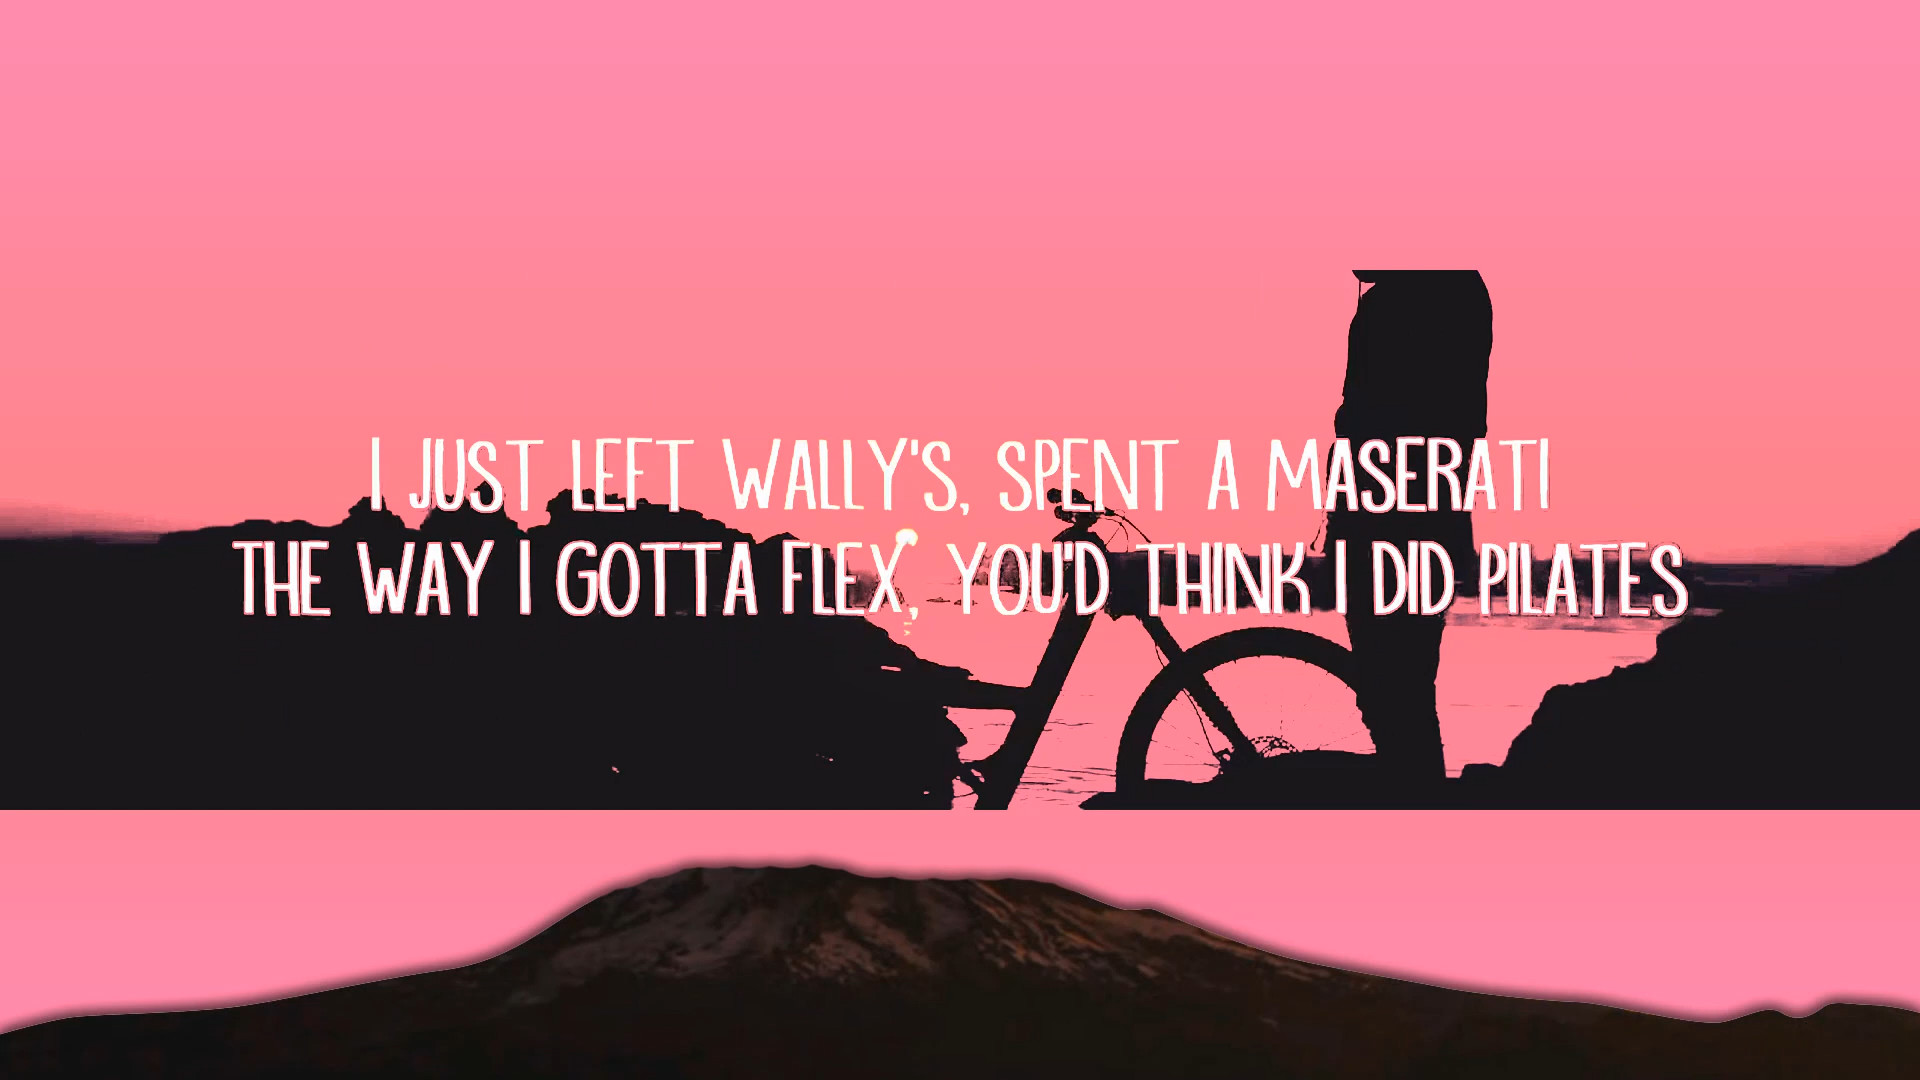 I JUST LEFT WALLY'S, SPENT A MASERATI
THE WAY I GOTTA FLEX, YOU'D THINK I DID PILATES